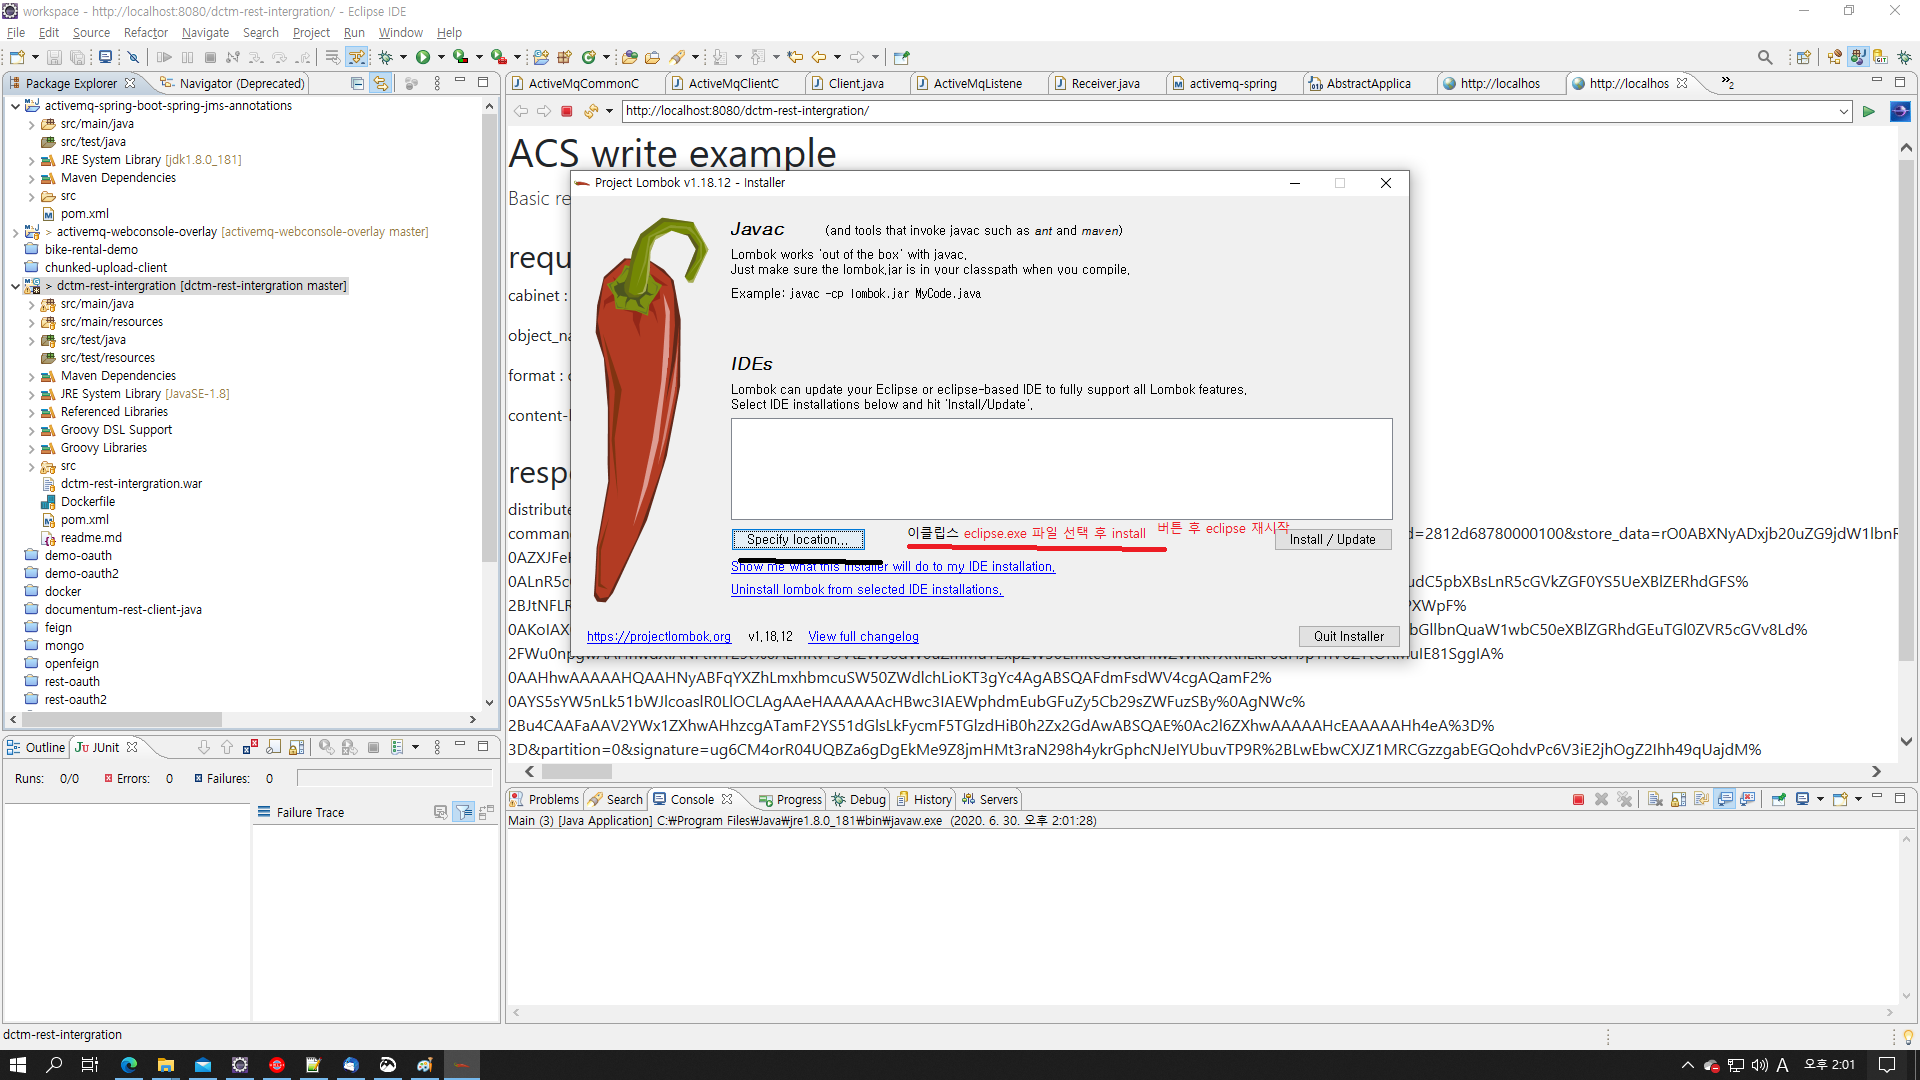 workspace - http://localhost:8080/dctm-rest-intergration/ - Eclipse IDE
File Edit Source Refactor Navigate Search Project Run Window Help
Package Explorer
Navigator (Deprecated)
ActiveMqCommonC
ActiveMqClientC
Client.java
ActiveMqListene
Receiver.java
activemq-spring
AbstractApplica
http://localhos
http://localhos
»2
activemq-spring-boot-spring-jms-annotations
src/main/java
src/test/java
JRE System Library [jdk1.8.0_181]
Maven Dependencies
src
pom.xml
> activemq-webconsole-overlay [activemq-webconsole-overlay master]
bike-rental-demo
chunked-upload-client
> dctm-rest-intergration [dctm-rest-intergration master]
src/main/java
src/main/resources
src/test/java
src/test/resources
Maven Dependencies
JRE System Library [JavaSE-1.8]
Referenced Libraries
Groovy DSL Support
Groovy Libraries
src
dctm-rest-intergration.war
Dockerfile
pom.xml
readme.md
demo-oauth
demo-oauth2
docker
documentum-rest-client-java
feign
mongo
openfeign
rest-oauth
rest-oauth2
http://localhost:8080/dctm-rest-intergration/
ACS write example
Basic re
requ
cabinet :
object_na
format :
content-l
resp
distribute
comman
d=2812d68780000100&store_data=rO0ABXNyADxjb20uZG9jdW1lbnR
Project Lombok v1.18.12 - Installer
Javac (and tools that invoke javac such as ant and maven)
Lombok works 'out of the box' with javac.
Just make sure the lombok.jar is in your classpath when you compile.
Example: javac -cp lombok.jar MyCode.java
IDEs
Lombok can update your Eclipse or eclipse-based IDE to fully support all Lombok features.
Select IDE installations below and hit 'Install/Update'.
Specify location...
이클립스 eclipse.exe 파일 선택 후 install 버튼 후 eclipse 재시작
Install / Update
Show me what this installer will do to my IDE installation.
Uninstall lombok from selected IDE installations.
https://projectlombok.org v1.18.12 View full changelog
Quit Installer
0AAHhwAAAAAHQAAHNyABFqYXZhLmxhbmcuSW50ZWdlchLioKT3gYc4AgABSQAFdmFsdWV4cgAQamF2%
0AYS5sYW5nLk51bWJlcoaslR0LlOCLAgAAeHAAAAAAcHBwc3IAEWphdmEubGFuZy5Cb29sZWFuzSBy%0AgNWc%
2Bu4CAAFaAAV2YWx1ZXhwAHhzcgATamF2YS51dGlsLkFycmF5TGlzdHiB0h2Zx2GdAwABSQAE%0Ac2l6ZXhwAAAAAHcEAAAAAHh4eA%3D%
3D&partition=0&signature=ug6CM4orR04UQBZa6gDgEkMe9Z8jmHMt3raN298h4ykrGphcNJeIYUbuvTP9R%2BLwEbwCXJZ1MRCGzzgabEGQohdvPc6V3iE2jhOgZ2Ihh49qUajdM%
Outline
JUnit
Runs: 0/0
Errors: 0
Failures: 0
Failure Trace
Problems
Search
Console
Progress
Debug
History
Servers
Main (3) [Java Application] C:₩Program Files₩Java₩jre1.8.0_181₩bin₩javaw.exe (2020. 6. 30. 오후 2:01:28)
dctm-rest-intergration
A
오후 2:01